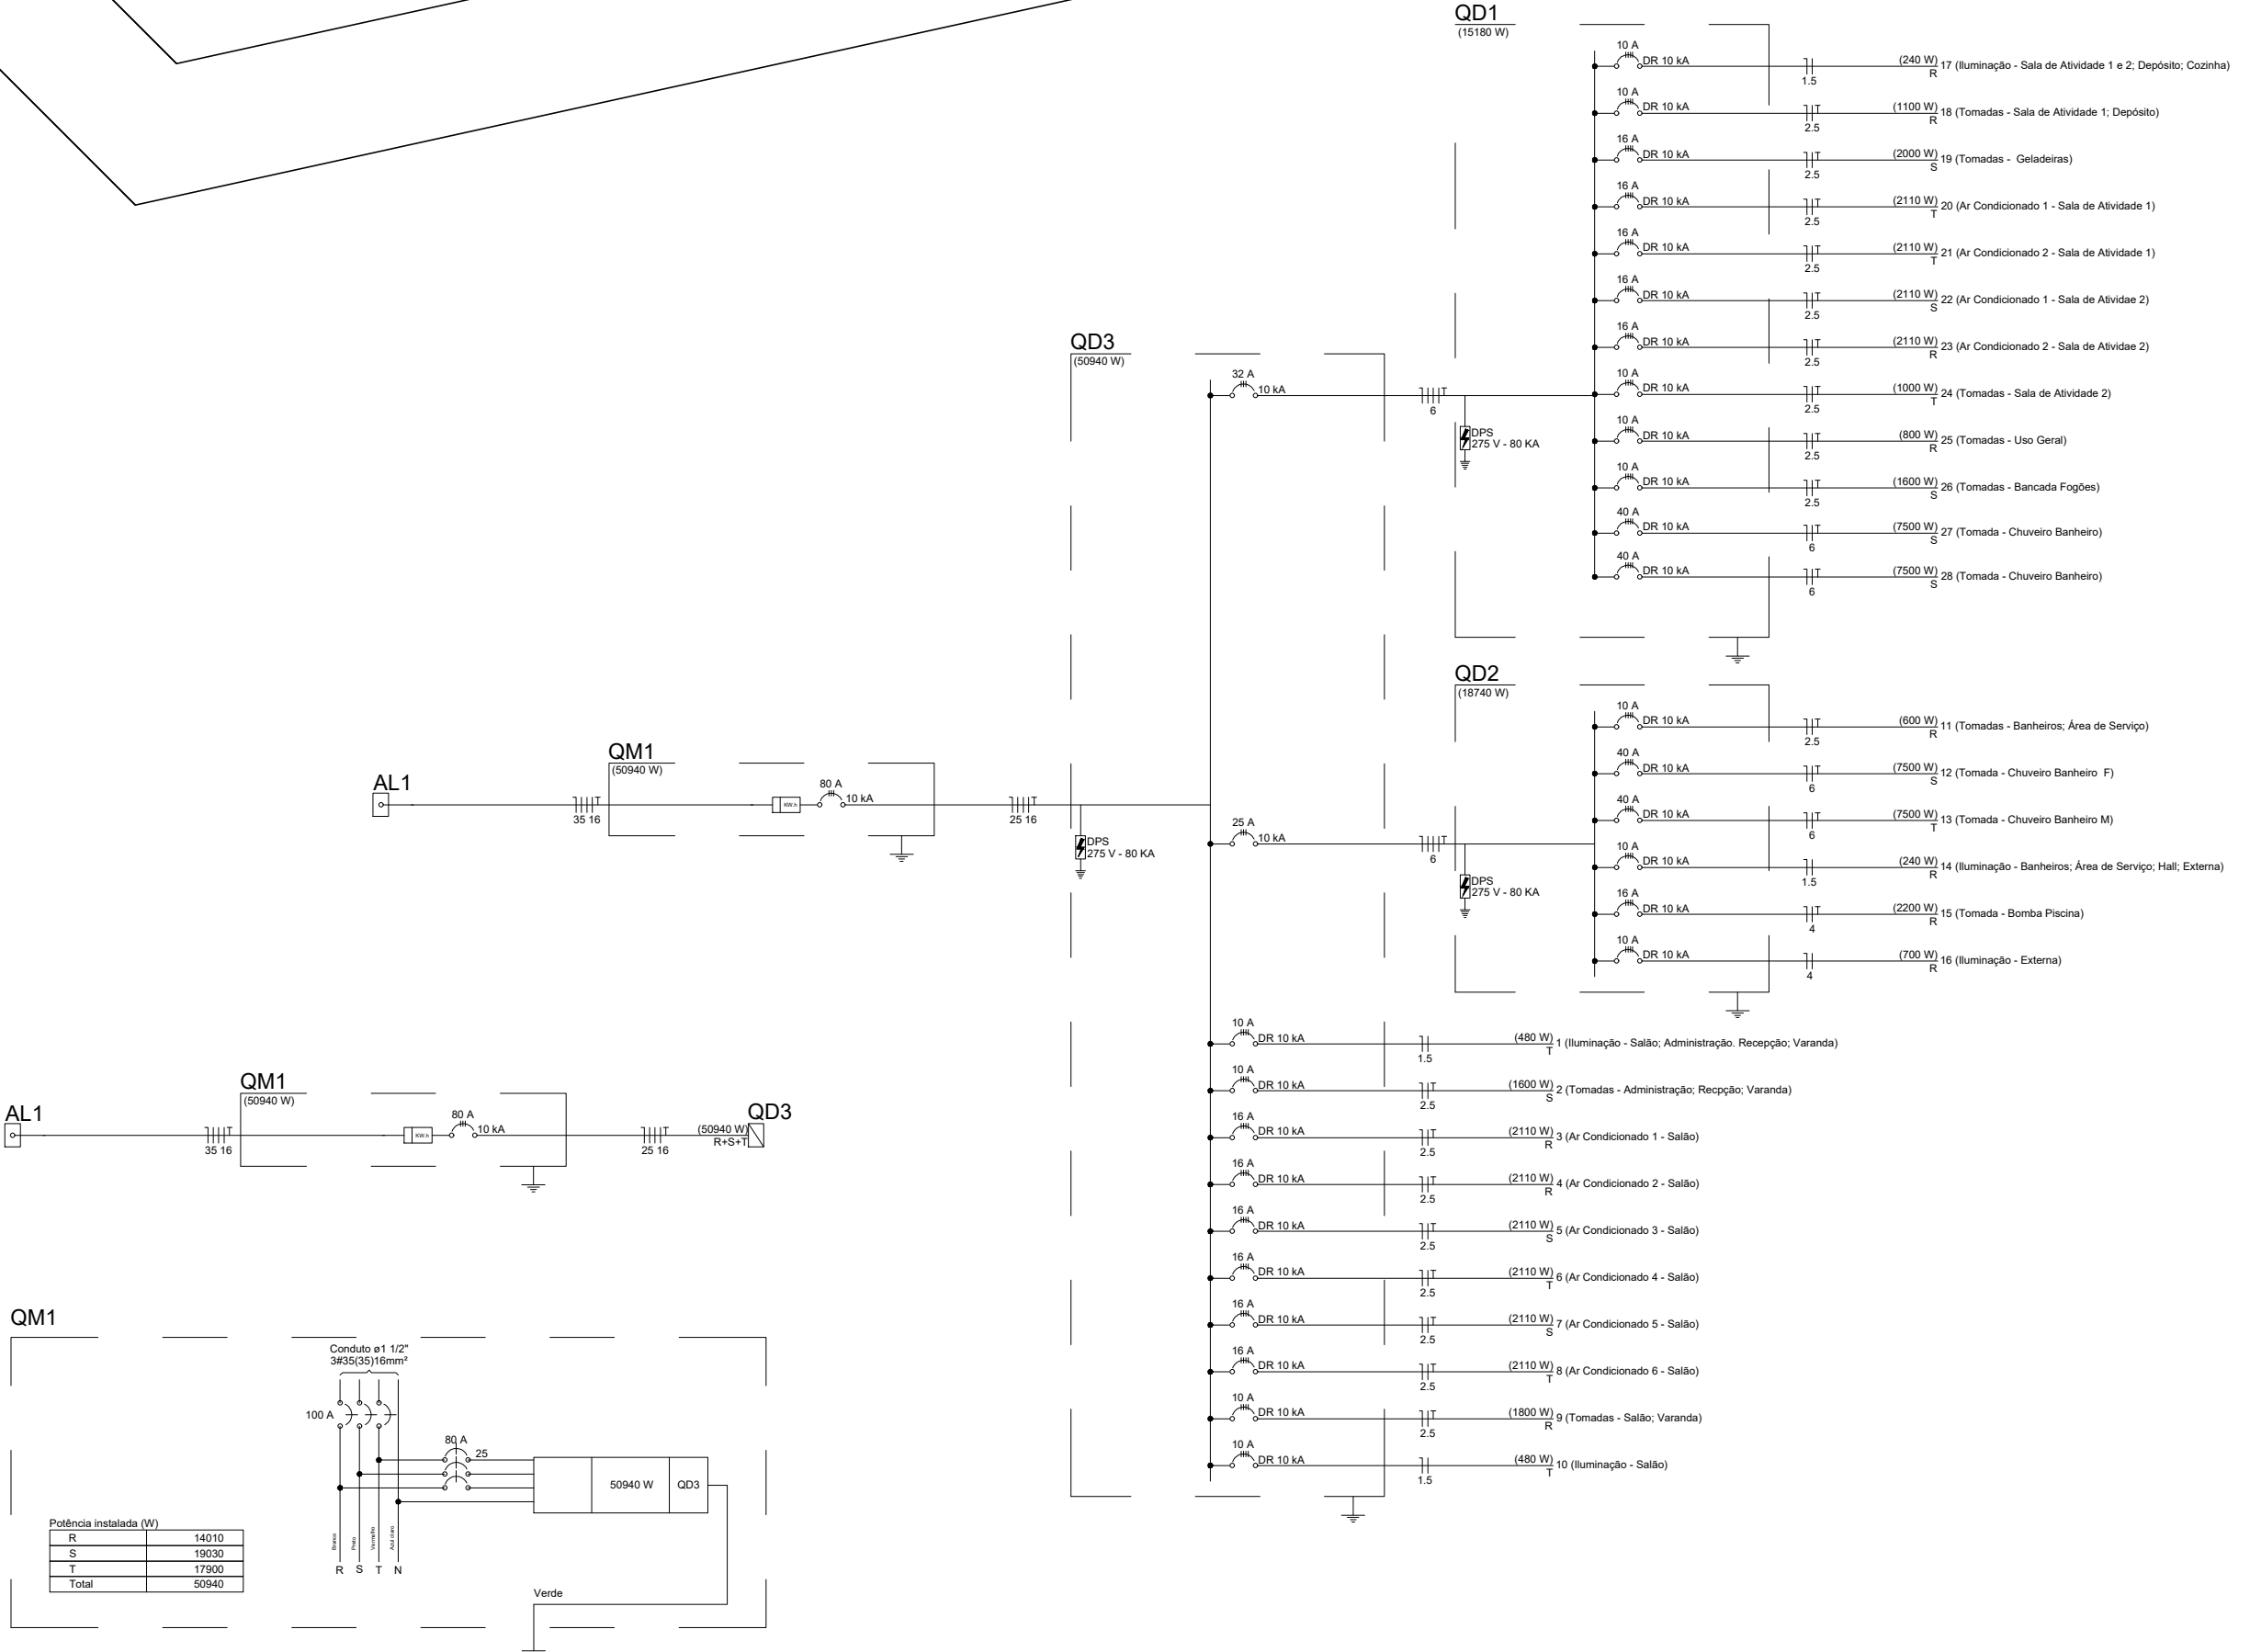 QD1
(15180 W)
10 A
DR 10 kA
1.5
(240 W)
R
17 (Iluminação - Sala de Atividade 1 e 2; Depósito; Cozinha)
10 A
DR 10 kA
T
2.5
(1100 W)
R
18 (Tomadas - Sala de Atividade 1; Depósito)
16 A
DR 10 kA
T
2.5
(2000 W)
S
19 (Tomadas -  Geladeiras)
16 A
DR 10 kA
T
2.5
(2110 W)
T
20 (Ar Condicionado 1 - Sala de Atividade 1)
16 A
DR 10 kA
T
2.5
(2110 W)
T
21 (Ar Condicionado 2 - Sala de Atividade 1)
16 A
DR 10 kA
T
2.5
(2110 W)
S
22 (Ar Condicionado 1 - Sala de Atividae 2)
16 A
DR 10 kA
T
2.5
(2110 W)
R
23 (Ar Condicionado 2 - Sala de Atividae 2)
10 A
DR 10 kA
T
2.5
(1000 W)
T
24 (Tomadas - Sala de Atividade 2)
10 A
DR 10 kA
T
2.5
(800 W)
R
25 (Tomadas - Uso Geral)
10 A
DR 10 kA
T
2.5
(1600 W)
S
26 (Tomadas - Bancada Fogões)
40 A
DR 10 kA
T
6
(7500 W)
S
27 (Tomada - Chuveiro Banheiro)
40 A
DR 10 kA
T
6
(7500 W)
S
28 (Tomada - Chuveiro Banheiro)
QD3
(50940 W)
32 A
10 kA
T
6
DPS
275 V - 80 KA
QD2
(18740 W)
10 A
DR 10 kA
T
2.5
(600 W)
R
11 (Tomadas - Banheiros; Área de Serviço)
40 A
DR 10 kA
T
6
(7500 W)
S
12 (Tomada - Chuveiro Banheiro  F)
40 A
DR 10 kA
T
6
(7500 W)
T
13 (Tomada - Chuveiro Banheiro M)
10 A
DR 10 kA
1.5
(240 W)
R
14 (Iluminação - Banheiros; Área de Serviço; Hall; Externa)
16 A
DR 10 kA
T
4
(2200 W)
R
15 (Tomada - Bomba Piscina)
10 A
DR 10 kA
4
(700 W)
R
16 (Iluminação - Externa)
AL1
T
35 16
QM1
(50940 W)
KW.h
80 A
10 kA
T
25 16
DPS
275 V - 80 KA
25 A
10 kA
T
6
DPS
275 V - 80 KA
10 A
DR 10 kA
1.5
(480 W)
T
1 (Iluminação - Salão; Administração. Recepção; Varanda)
10 A
DR 10 kA
T
2.5
(1600 W)
S
2 (Tomadas - Administração; Recpção; Varanda)
16 A
DR 10 kA
T
2.5
(2110 W)
R
3 (Ar Condicionado 1 - Salão)
16 A
DR 10 kA
T
2.5
(2110 W)
R
4 (Ar Condicionado 2 - Salão)
16 A
DR 10 kA
T
2.5
(2110 W)
S
5 (Ar Condicionado 3 - Salão)
16 A
DR 10 kA
T
2.5
(2110 W)
T
6 (Ar Condicionado 4 - Salão)
16 A
DR 10 kA
T
2.5
(2110 W)
S
7 (Ar Condicionado 5 - Salão)
16 A
DR 10 kA
T
2.5
(2110 W)
T
8 (Ar Condicionado 6 - Salão)
10 A
DR 10 kA
T
2.5
(1800 W)
R
9 (Tomadas - Salão; Varanda)
10 A
DR 10 kA
1.5
(480 W)
T
10 (Iluminação - Salão)
AL1
T
35 16
QM1
(50940 W)
KW.h
80 A
10 kA
T
25 16
(50940 W)
R+S+T
QD3
QM1
Conduto ø1 1/2"
3#35(35)16mm²
100 A
80 A
25
50940 W
QD3
Branco
Preto
Vermelho
Azul claro
R S T N
Verde
Potência instalada (W)
R 14010
S 19030
T 17900
Total 50940